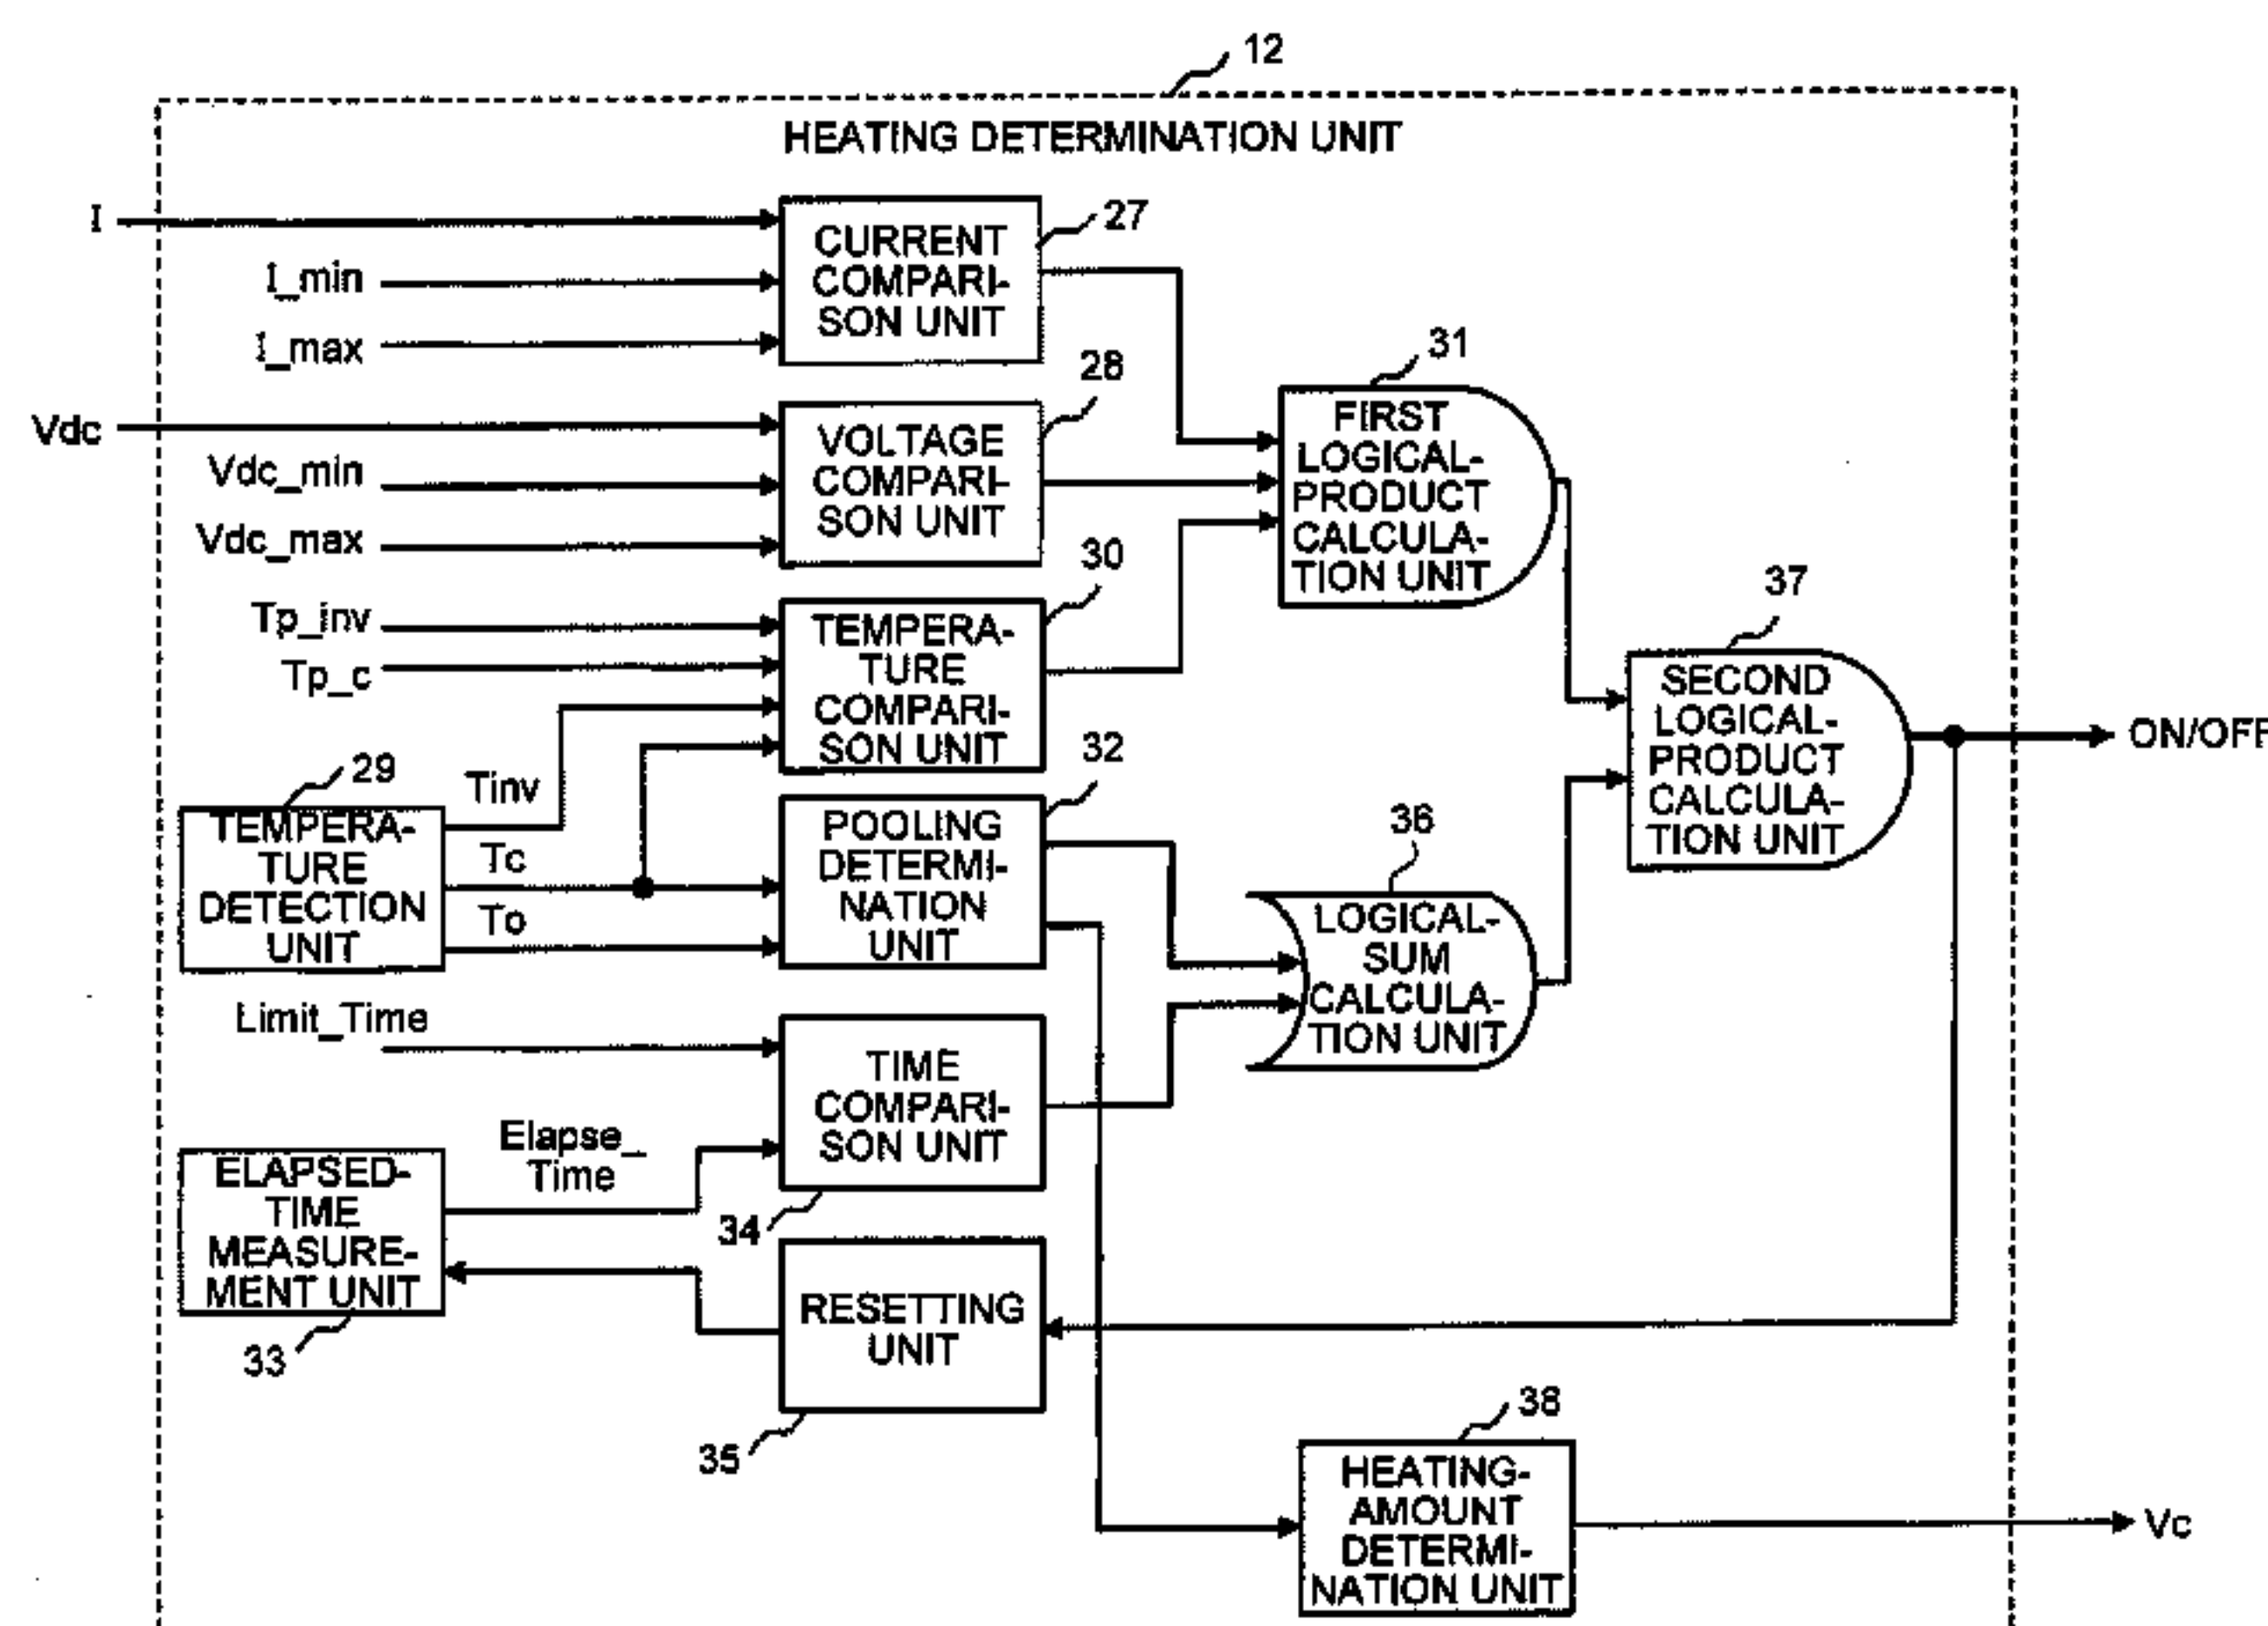 12
HEATING DETERMINATION UNIT
I
I_min
I_max
CURRENT
COMPARI-
SON UNIT
27
Vdc
Vdc_min
Vdc_max
VOLTAGE
COMPARI-
SON UNIT
28
Tp_inv
Tp_c
TEMPERA-
TURE
COMPARI-
SON UNIT
30
31
FIRST
LOGICAL-
PRODUCT
CALCULA-
TION UNIT
37
SECOND
LOGICAL-
PRODUCT
CALCULA-
TION UNIT
ON/OFF
29
TEMPERA-
TURE
DETECTION
UNIT
Tinv
Tc
To
32
POOLING
DETERMI-
NATION
UNIT
36
LOGICAL-
SUM
CALCULA-
TION UNIT
Limit_Time
TIME
COMPARI-
SON UNIT
34
Elapse_
Time
ELAPSED-
TIME
MEASURE-
MENT UNIT
33
RESETTING
UNIT
35
38
HEATING-
AMOUNT
DETERMI-
NATION UNIT
Vc